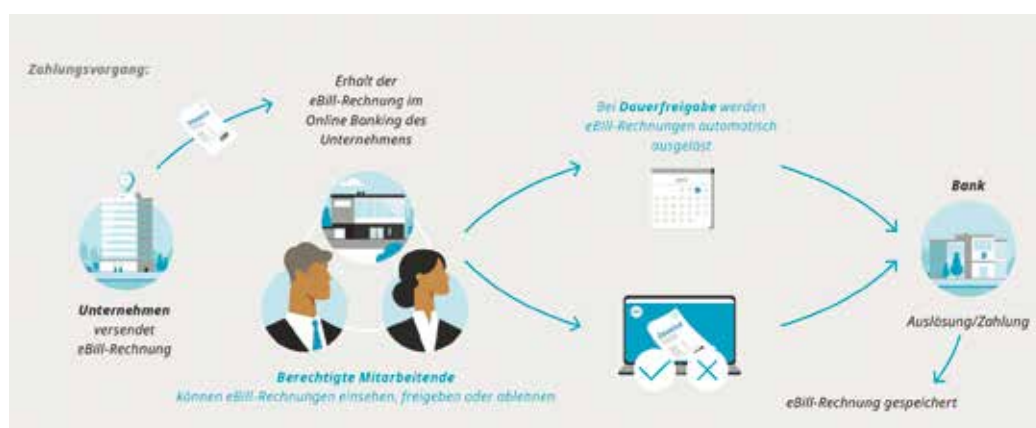 Zahlungsvorgang:
Erhalt der
eBill-Rechnung im
Online Banking des
Unternehmens
Unternehmen
versendet
eBill-Rechnung
Berechtigte Mitarbeitende
können eBill-Rechnungen einsehen, freigeben oder ablehnen
Bei Dauerfreigabe werden
eBill-Rechnungen automatisch
ausgelöst
Bank
Auslösung/Zahlung
eBill-Rechnung gespeichert